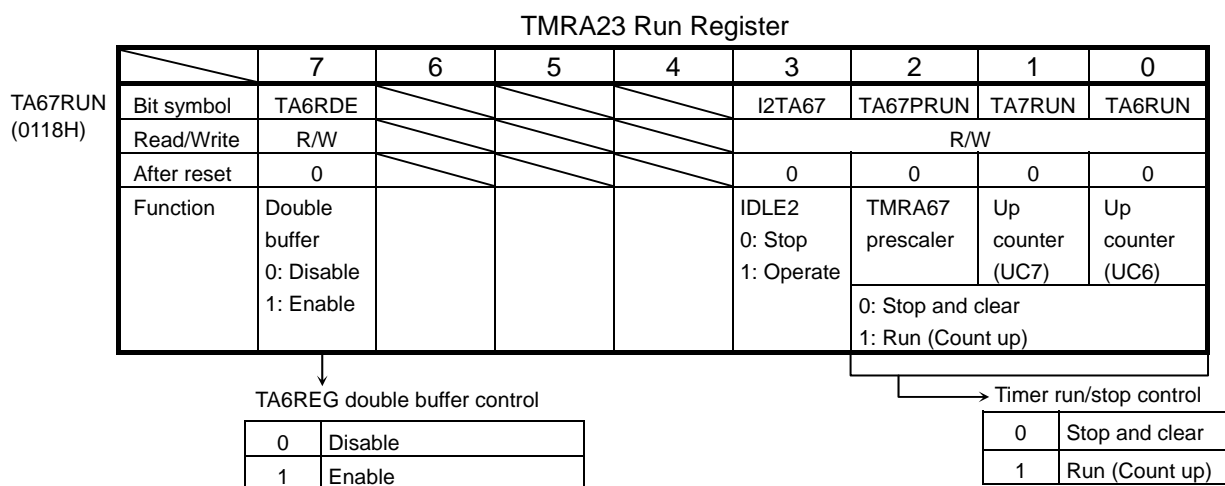 TMRA23 Run Register
7 6 5 4 3 2 1 0
TA67RUN
(0118H)
Bit symbol TA6RDE I2TA67 TA67PRUN TA7RUN TA6RUN
Read/Write R/W R/W
After reset 0 0 0 0 0
Function Double IDLE2 TMRA67 Up Up
buffer 0: Stop prescaler counter counter
0: Disable 1: Operate (UC7) (UC6)
1: Enable 0: Stop and clear
1: Run (Count up)
TA6REG double buffer control
0 Disable
1 Enable
Timer run/stop control
0 Stop and clear
1 Run (Count up)